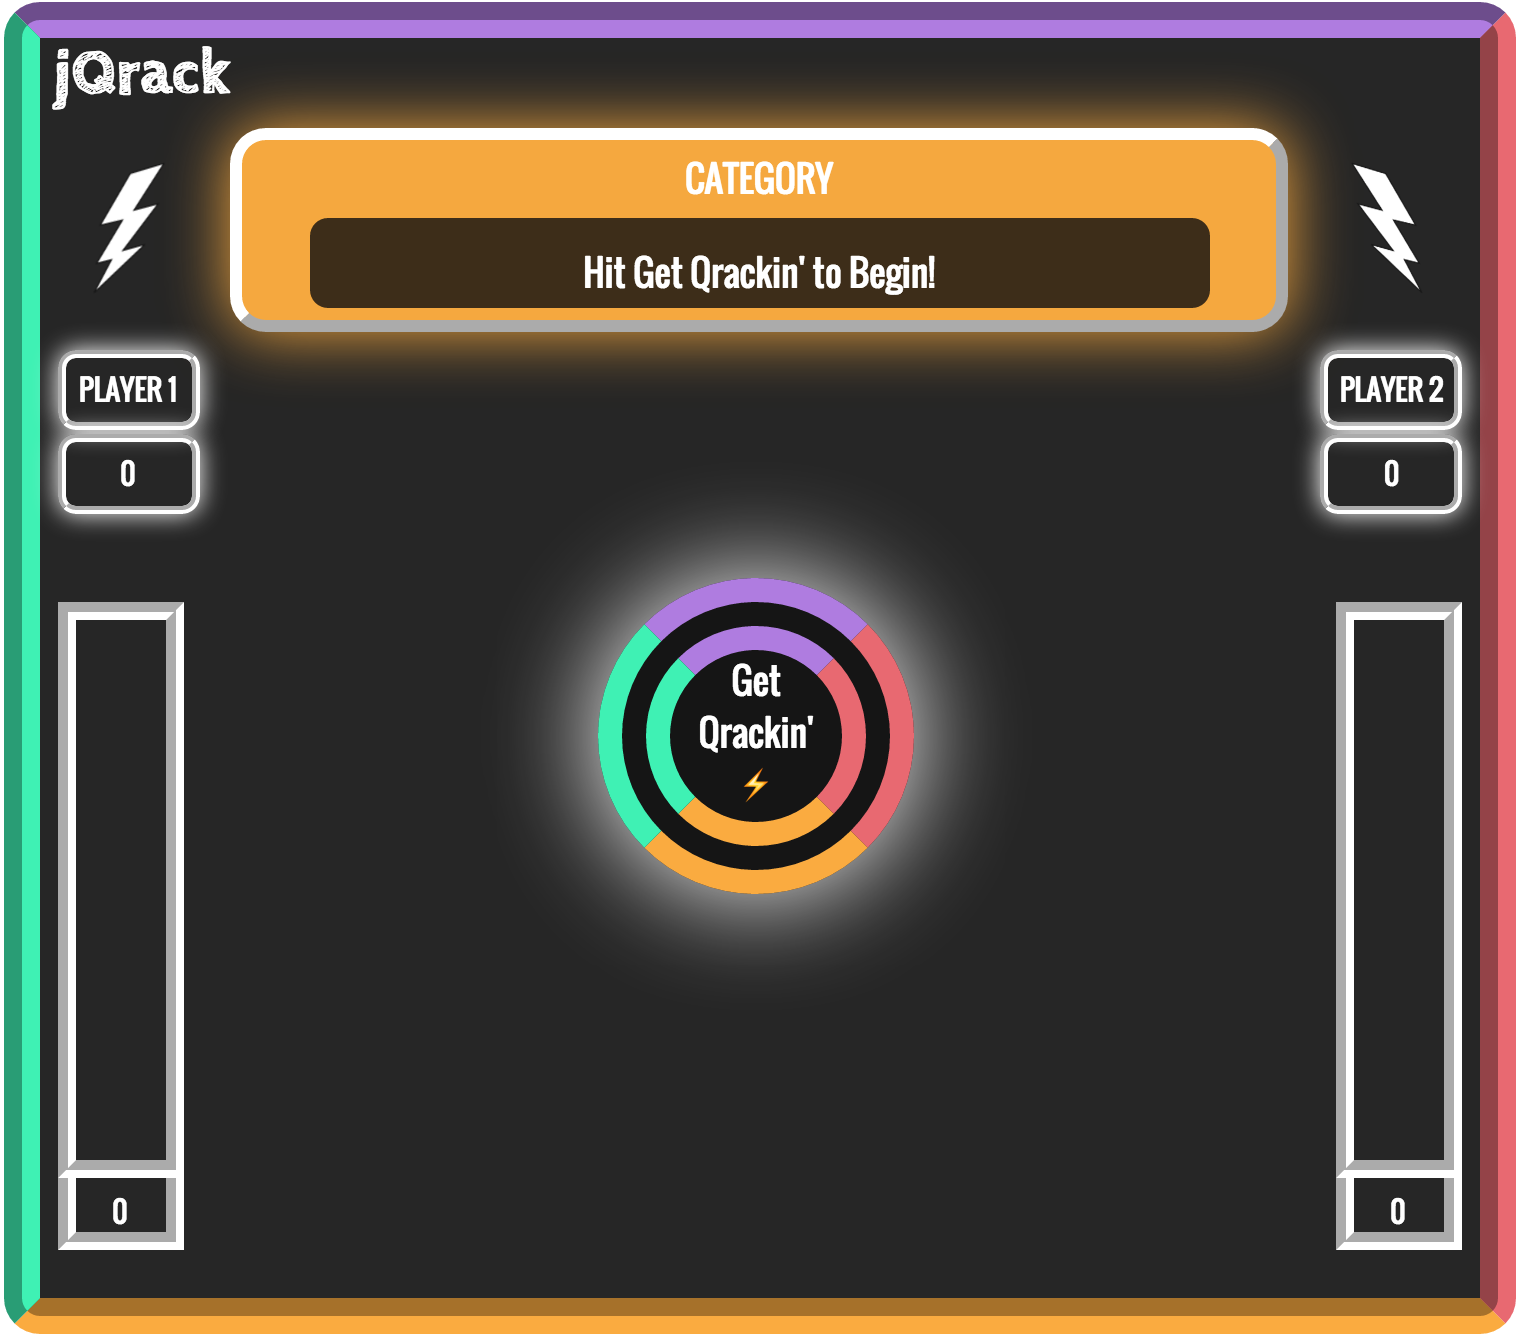 jQrack
CATEGORY
Hit Get Qrackin' to Begin!
PLAYER 1
0
PLAYER 2
0
Get
Qrackin'
⚡
0
0